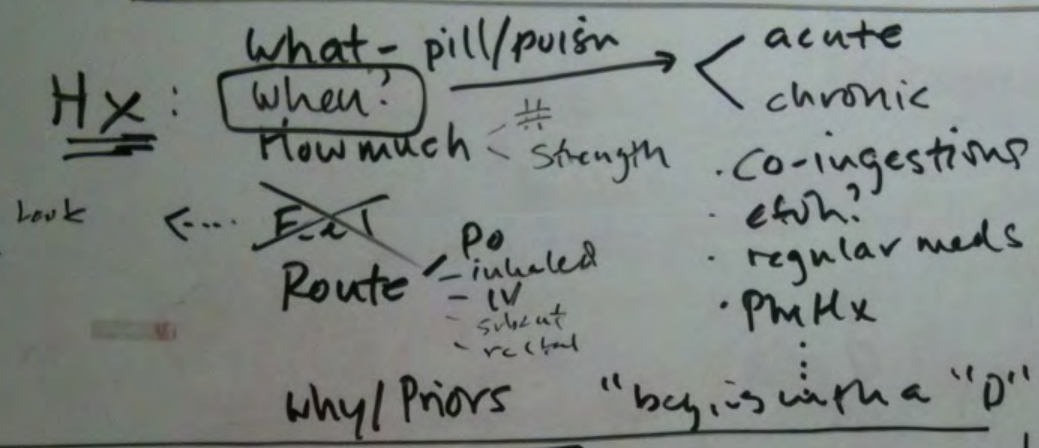 what - pill/poisn
Hx: when?
How much # strength
acute
chronic
· co-ingestions
· etoh?
· regular meds
· PMHx
Look
Route
PO
- inhaled
- IV
- subcut
- rectal
why/Priors
"begins with a "D"